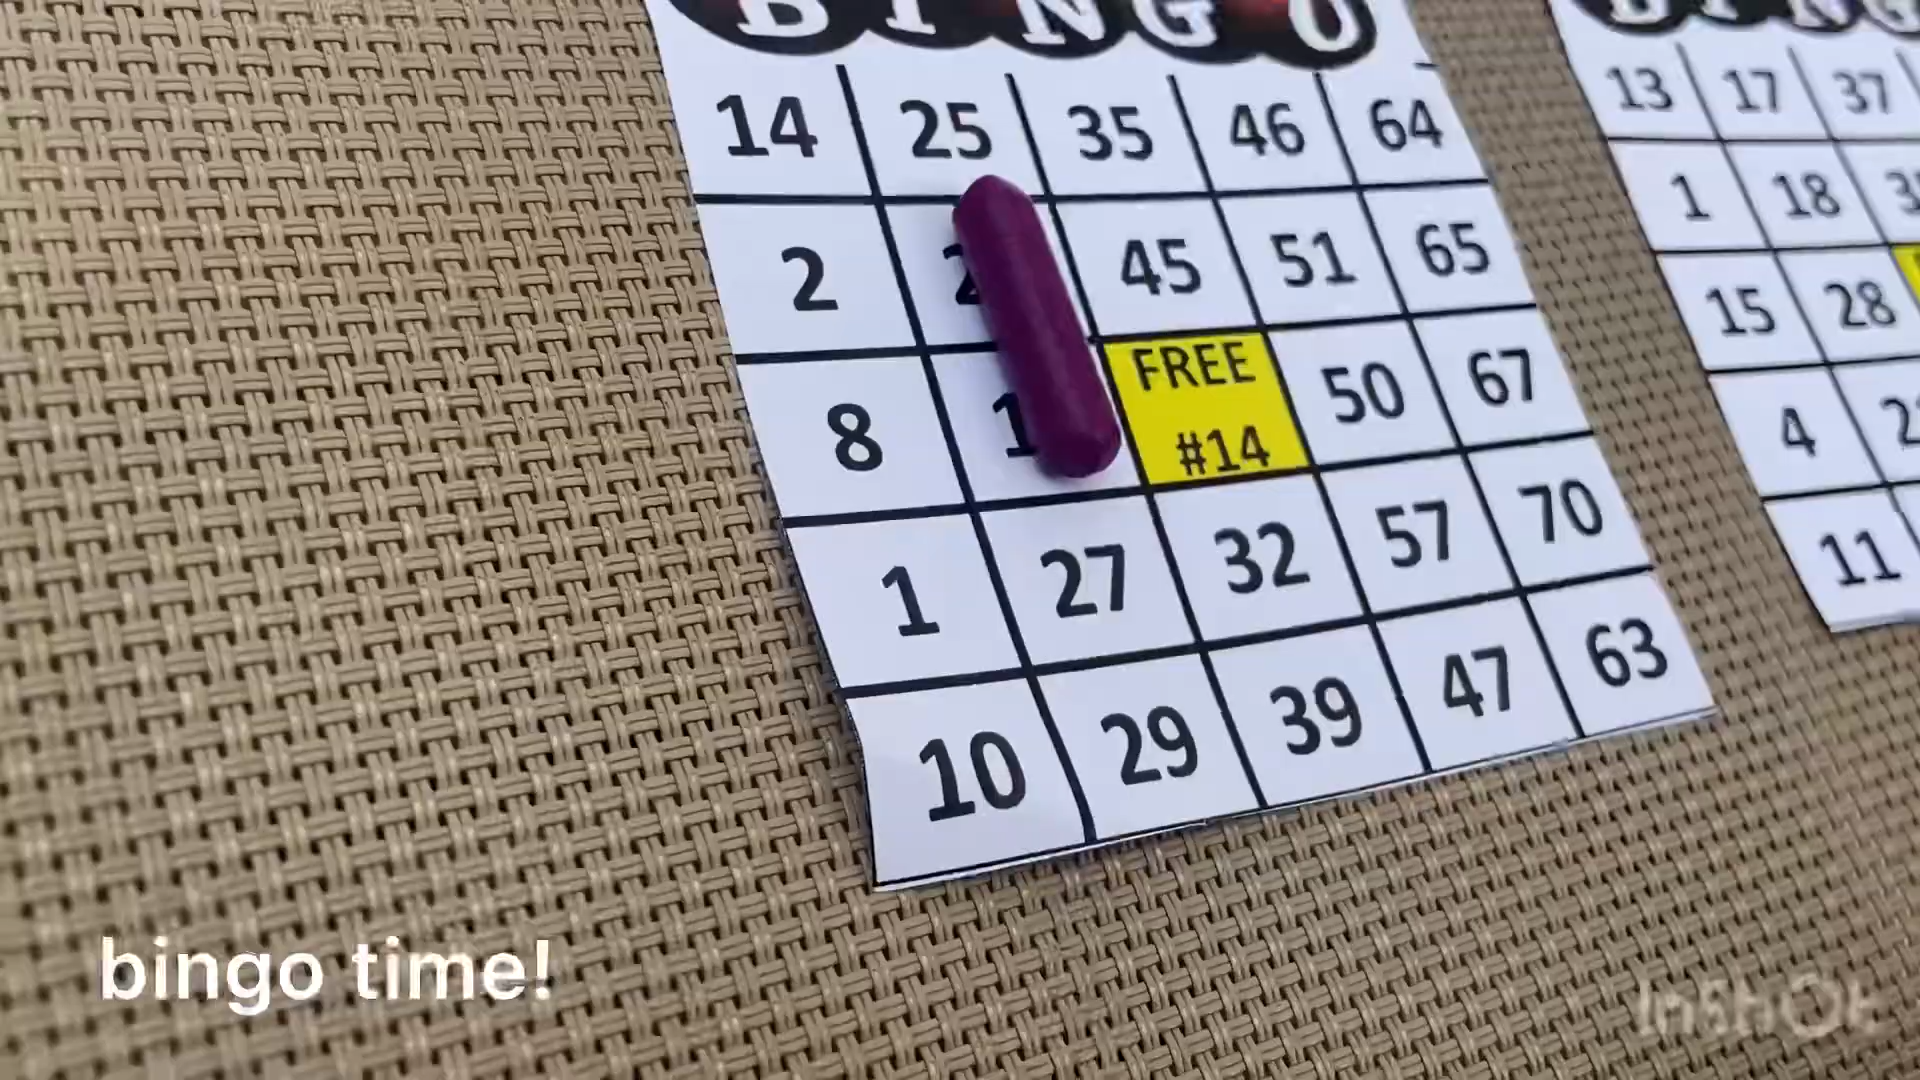 BINGO
14 25 35 46 64
2 45 51 65
8 FREE #14 50 67
1 27 32 57 70
10 29 39 47 63
BING
13 17 37
1 18
15 28
4
11
bingo time!
InShOt